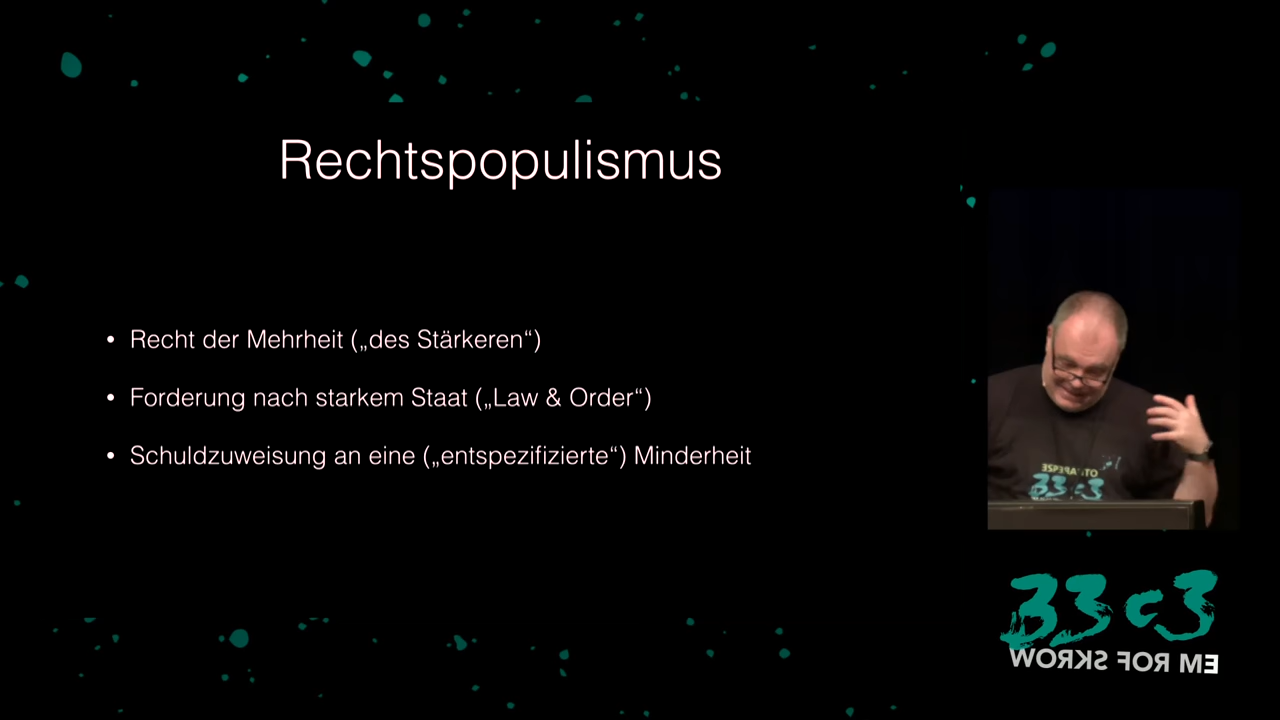 Rechtspopulismus
• Recht der Mehrheit („des Stärkeren“)
• Forderung nach starkem Staat („Law & Order“)
• Schuldzuweisung an eine („entspezifizierte“) Minderheit
33c3
33c3
WORKS FOR ME